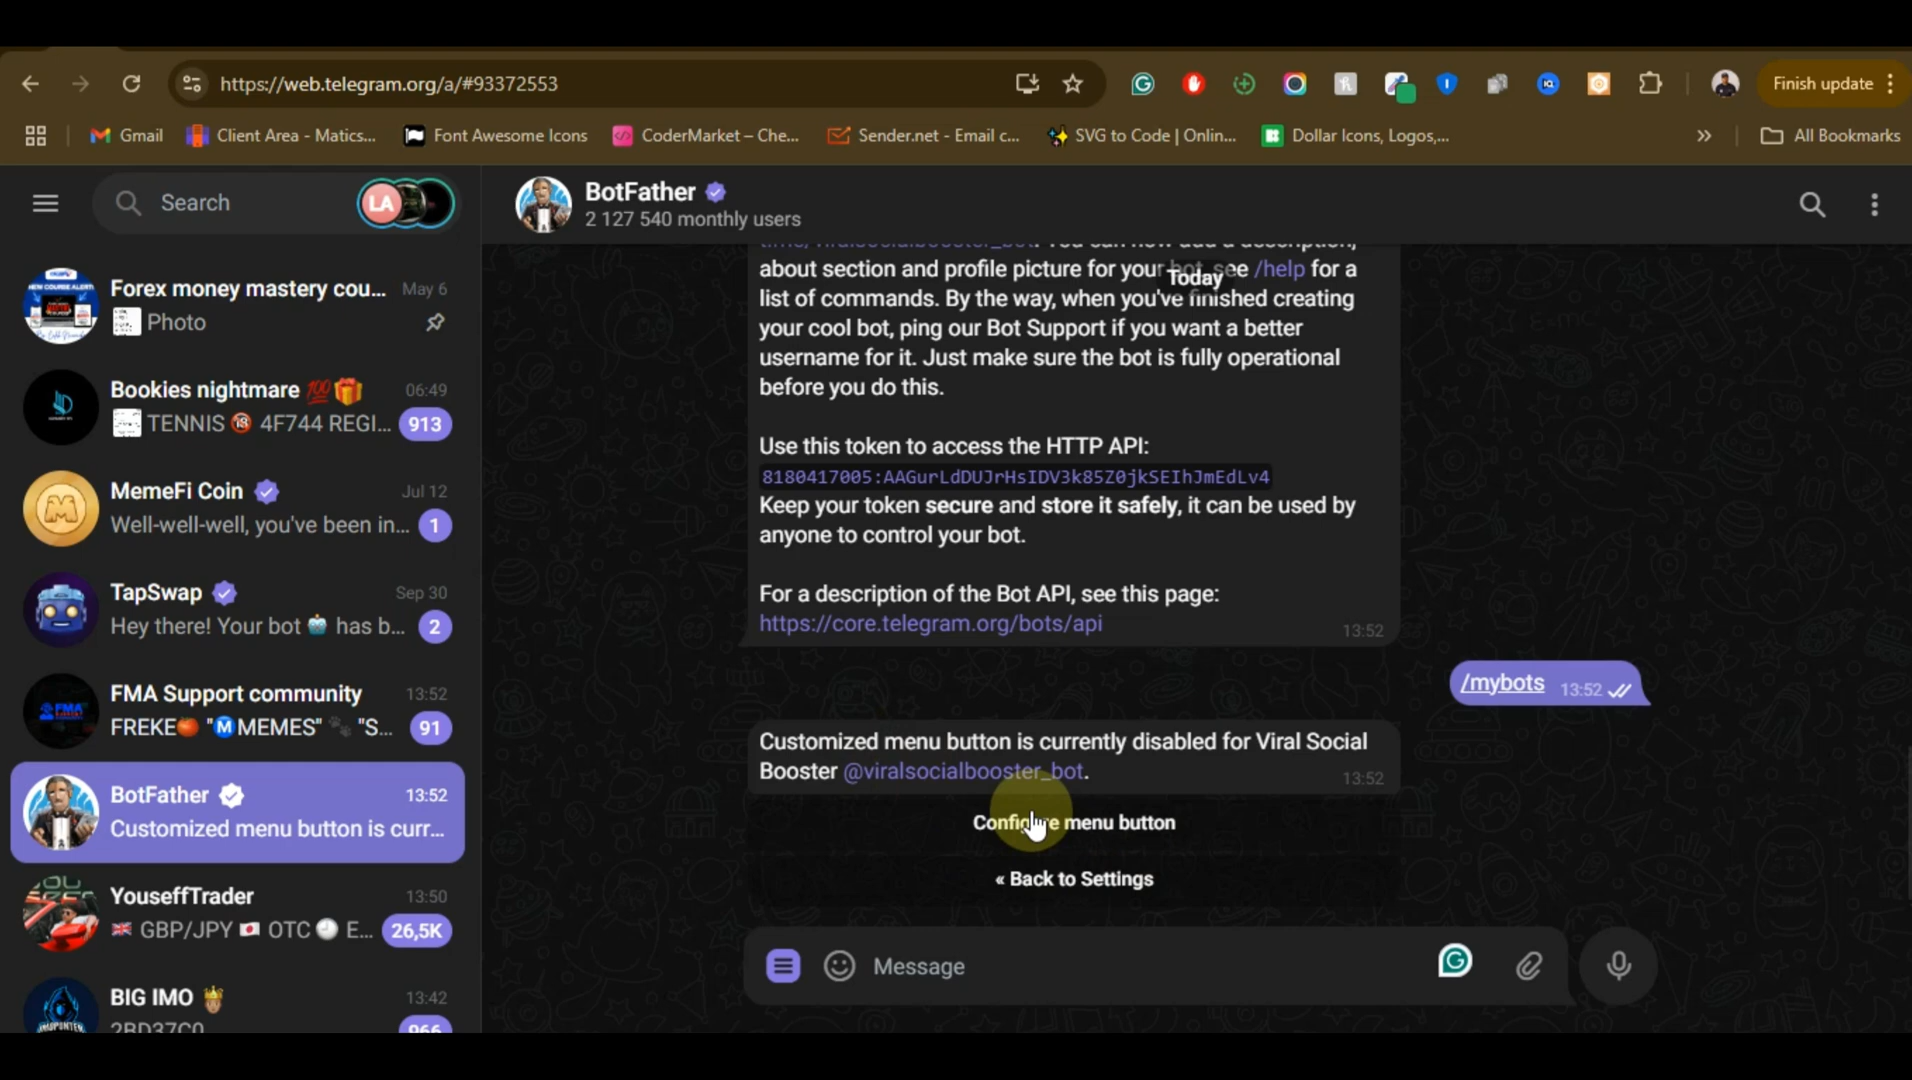 https://web.telegram.org/a/#93372553
Finish update
Gmail
Client Area - Matics...
Font Awesome Icons
CoderMarket – Che...
Sender.net - Email c...
SVG to Code | Onlin...
Dollar Icons, Logos,...
»
All Bookmarks
Search
LA
BotFather
2 127 540 monthly users
Forex money mastery cou...
May 6
Photo
Bookies nightmare 💯🎁
06:49
TENNIS 🔞 4F744 REGI...
913
MemeFi Coin
Jul 12
Well-well-well, you've been in...
1
TapSwap
Sep 30
Hey there! Your bot 🤖 has b...
2
FMA Support community
13:52
FREKE🍅 "Ⓜ️MEMES" 🐾 "S...
91
BotFather
13:52
Customized menu button is curr...
YouseffTrader
13:50
🇬🇧 GBP/JPY 🇯🇵 OTC 🕘 E...
26,5K
BIG IMO 🤴
13:42
2BD37C0
966
about section and profile picture for your bot, see /help for a
Today
list of commands. By the way, when you've finished creating
your cool bot, ping our Bot Support if you want a better
username for it. Just make sure the bot is fully operational
before you do this.
Use this token to access the HTTP API:
8180417005:AAGurLdDUJrHsIDV3k85Z0jkSEIhJmEdLv4
Keep your token secure and store it safely, it can be used by
anyone to control your bot.
For a description of the Bot API, see this page:
https://core.telegram.org/bots/api
13:52
/mybots 13:52
Customized menu button is currently disabled for Viral Social
Booster @viralsocialbooster_bot.
13:52
Configure menu button
« Back to Settings
Message